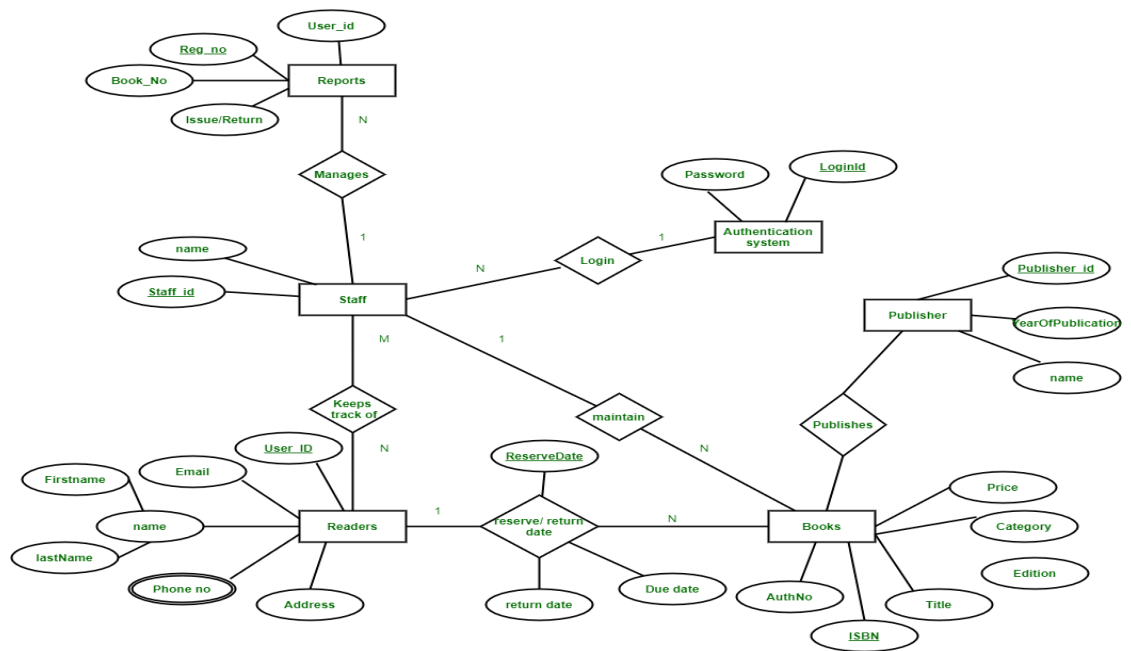 User_id
Reg_no
Book_No
Reports
Issue/Return
N
Manages
Password
LoginId
Authentication
system
1
1
name
Login
N
Staff_id
Staff
Publisher_id
Publisher
YearOfPublication
name
M
1
Keeps
track of
maintain
Publishes
User_ID
N
N
ReserveDate
Email
Firstname
Price
name
Readers
1
reserve/ return
date
N
Books
Category
lastName
Edition
Phone no
Address
return date
Due date
AuthNo
Title
ISBN